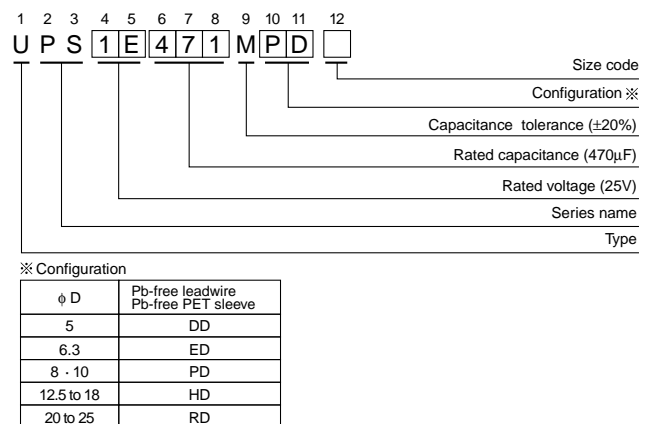 1 2 3 4 5 6 7 8 9 10 11 12
U P S 1 E 4 7 1 M P D
Size code
Configuration ※
Capacitance tolerance (±20%)
Rated capacitance (470µF)
Rated voltage (25V)
Series name
Type
※ Configuration
ϕ D
Pb-free leadwire
Pb-free PET sleeve
5 DD
6.3 ED
8 · 10 PD
12.5 to 18 HD
20 to 25 RD